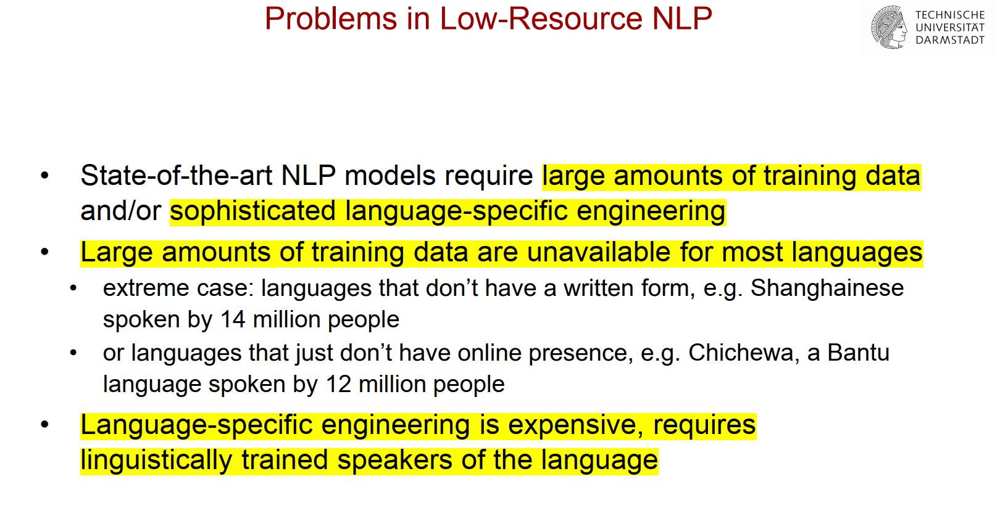 Problems in Low-Resource NLP
TECHNISCHE
UNIVERSITÄT
DARMSTADT
• State-of-the-art NLP models require large amounts of training data
and/or sophisticated language-specific engineering
• Large amounts of training data are unavailable for most languages
• extreme case: languages that don’t have a written form, e.g. Shanghainese
spoken by 14 million people
• or languages that just don’t have online presence, e.g. Chichewa, a Bantu
language spoken by 12 million people
• Language-specific engineering is expensive, requires
linguistically trained speakers of the language